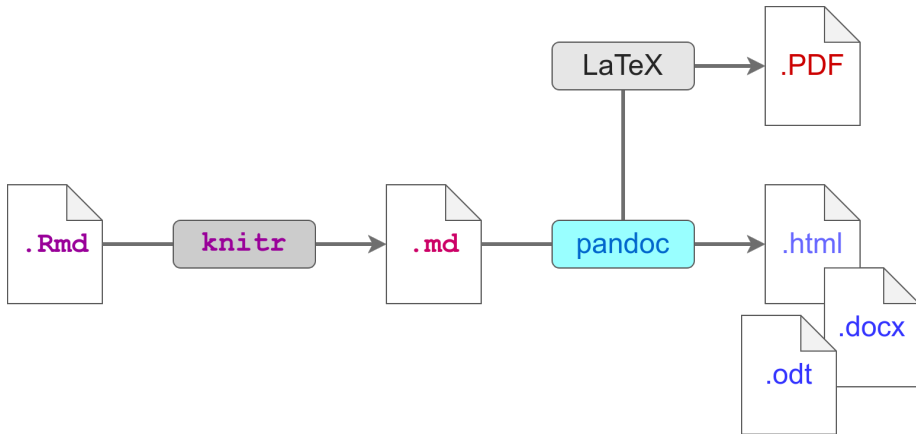 LaTeX
.PDF
.Rmd
knitr
.md
pandoc
.html
.docx
.odt